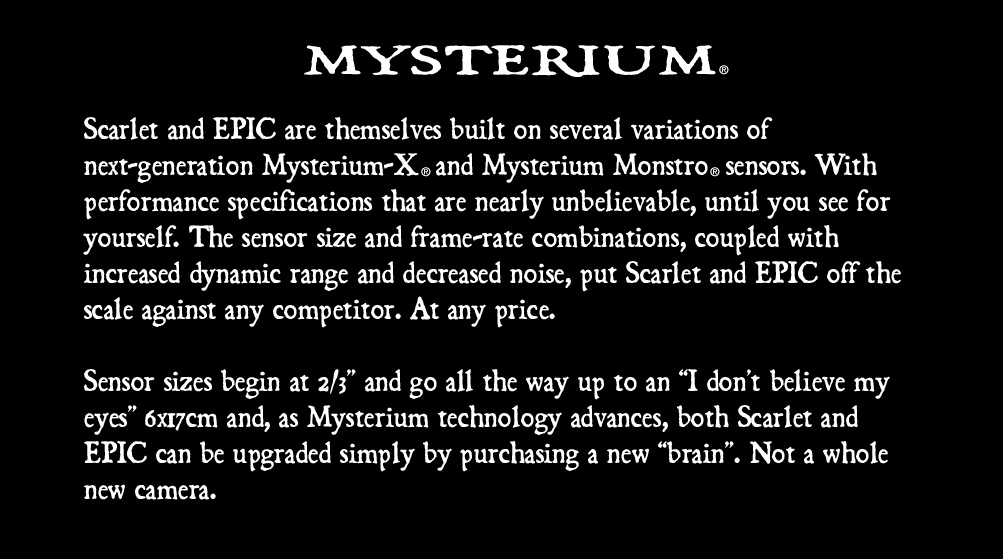 MYSTERIUM®
Scarlet and EPIC are themselves built on several variations of
next-generation Mysterium-X® and Mysterium Monstro® sensors. With
performance specifications that are nearly unbelievable, until you see for
yourself. The sensor size and frame-rate combinations, coupled with
increased dynamic range and decreased noise, put Scarlet and EPIC off the
scale against any competitor. At any price.
Sensor sizes begin at 2/3” and go all the way up to an “I don’t believe my
eyes” 6x17cm and, as Mysterium technology advances, both Scarlet and
EPIC can be upgraded simply by purchasing a new “brain”. Not a whole
new camera.